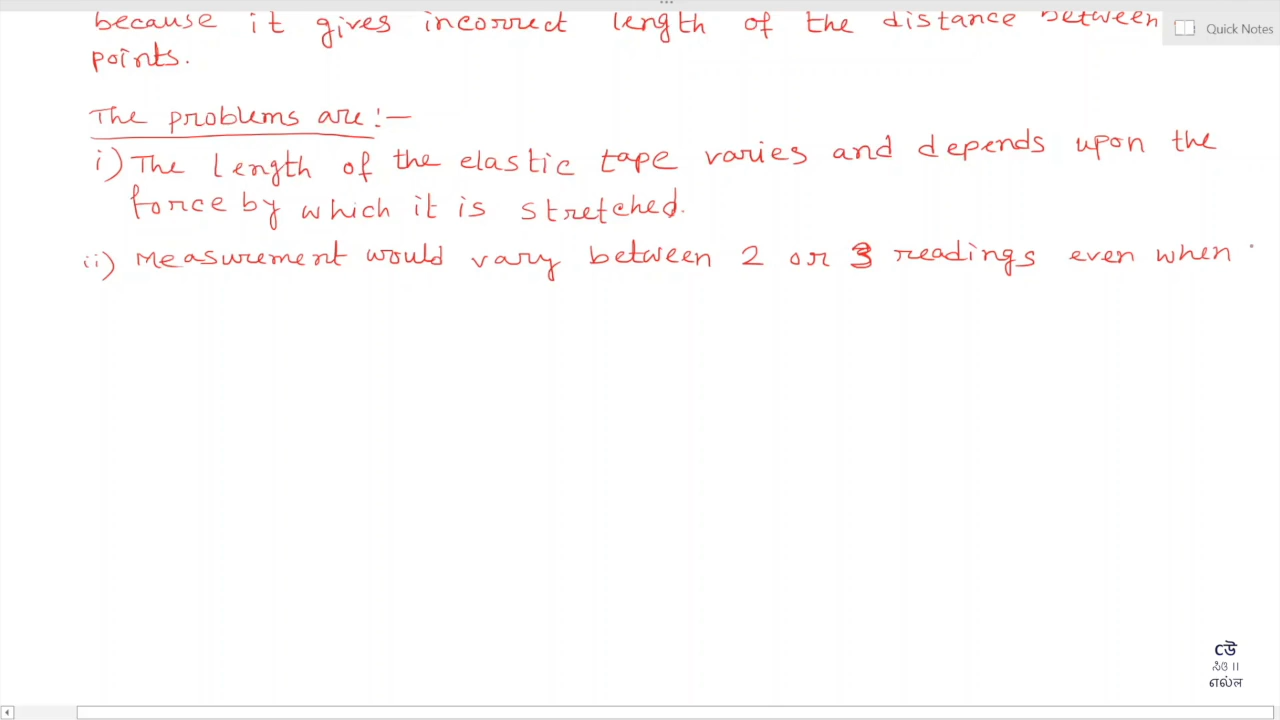 because it gives incorrect length of the distance between
Quick Notes
points.
The problems are:-
i) The length of the elastic tape varies and depends upon the
force by which it is stretched.
ii) Measurement would vary between 2 or 3 readings even when
Cউ
ஃ॥
எல்ல